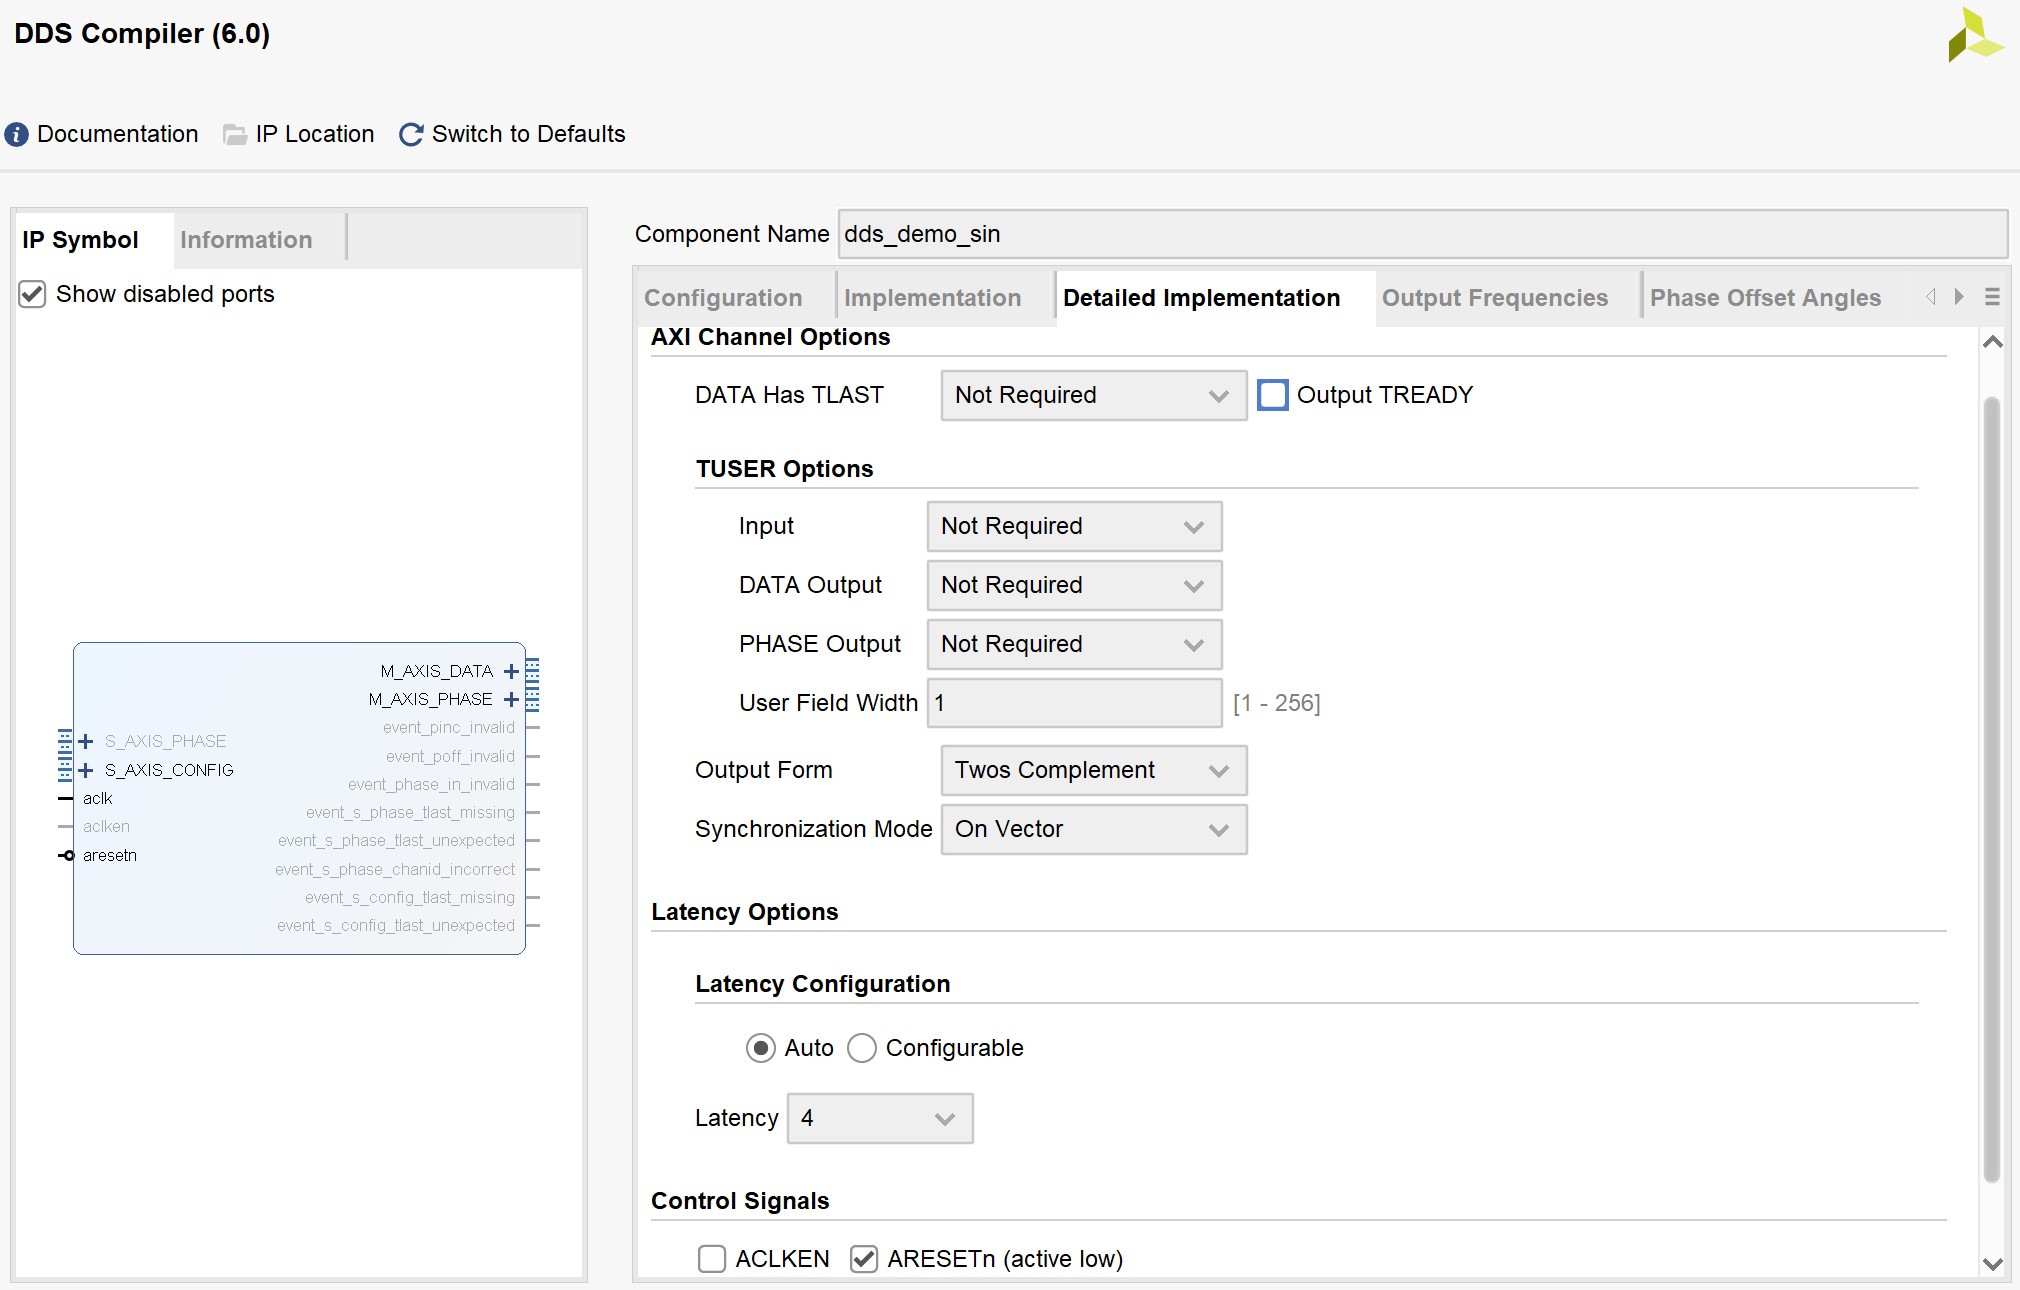 DDS Compiler (6.0)
Documentation IP Location Switch to Defaults
IP Symbol Information
Show disabled ports
M_AXIS_DATA
M_AXIS_PHASE
event_pinc_invalid
S_AXIS_PHASE
event_poff_invalid
S_AXIS_CONFIG
event_phase_in_invalid
aclk
event_s_phase_tlast_missing
aclken
event_s_phase_tlast_unexpected
aresetn
event_s_phase_chanid_incorrect
event_s_config_tlast_missing
event_s_config_tlast_unexpected
Component Name dds_demo_sin
Configuration Implementation Detailed Implementation Output Frequencies Phase Offset Angles
AXI Channel Options
DATA Has TLAST Not Required Output TREADY
TUSER Options
Input Not Required
DATA Output Not Required
PHASE Output Not Required
User Field Width 1 [1 - 256]
Output Form Twos Complement
Synchronization Mode On Vector
Latency Options
Latency Configuration
Auto Configurable
Latency 4
Control Signals
ACLKEN ARESETn (active low)